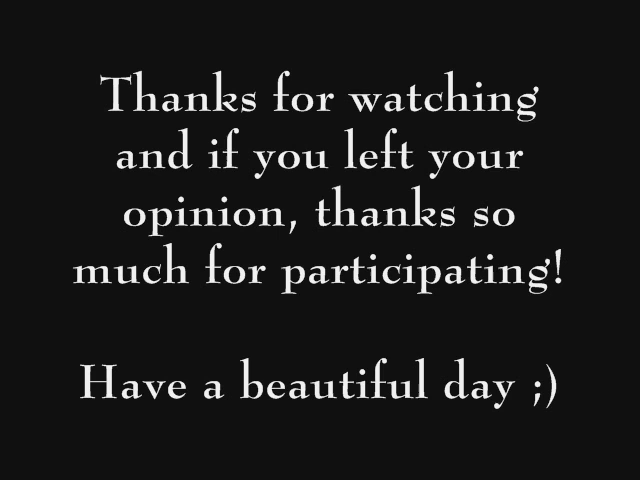 Thanks for watching
and if you left your
opinion, thanks so
much for participating!
Have a beautiful day ;)